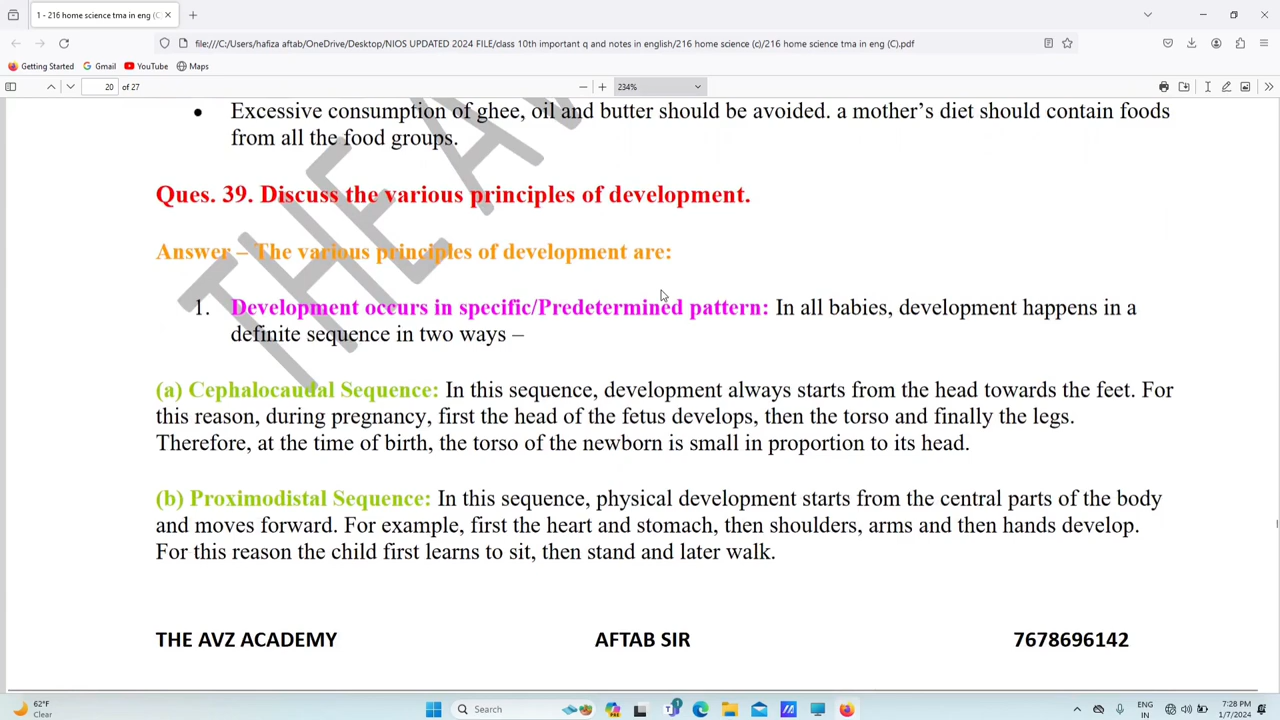 1 - 216 home science tma in eng (C
file:///C:/Users/hafiza aftab/OneDrive/Desktop/NIOS UPDATED 2024 FILE/class 10th important q and notes in english/216 home science (c)/216 home science tma in eng (C).pdf
Getting Started Gmail YouTube Maps
20 of 27 234%
• Excessive consumption of ghee, oil and butter should be avoided. a mother's diet should contain foods
from all the food groups.
Ques. 39. Discuss the various principles of development.
Answer – The various principles of development are:
1. Development occurs in specific/Predetermined pattern: In all babies, development happens in a
definite sequence in two ways –
(a) Cephalocaudal Sequence: In this sequence, development always starts from the head towards the feet. For
this reason, during pregnancy, first the head of the fetus develops, then the torso and finally the legs.
Therefore, at the time of birth, the torso of the newborn is small in proportion to its head.
(b) Proximodistal Sequence: In this sequence, physical development starts from the central parts of the body
and moves forward. For example, first the heart and stomach, then shoulders, arms and then hands develop.
For this reason the child first learns to sit, then stand and later walk.
THE AVZ ACADEMY AFTAB SIR 7678696142
THE A
62°F
Clear
Search
ENG
IN
7:28 PM
1/7/2024